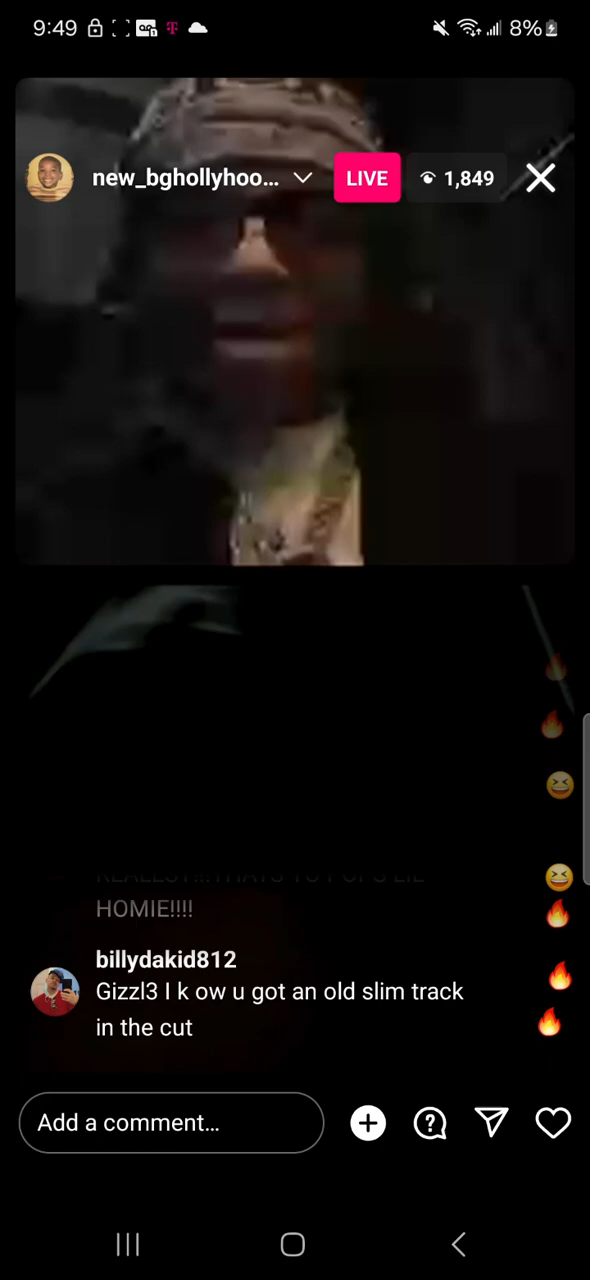 9:49
8%
new_bghollyhoo...
LIVE
1,849
HOMIE!!!!
billydakid812
Gizzl3 I k ow u got an old slim track
in the cut
Add a comment...